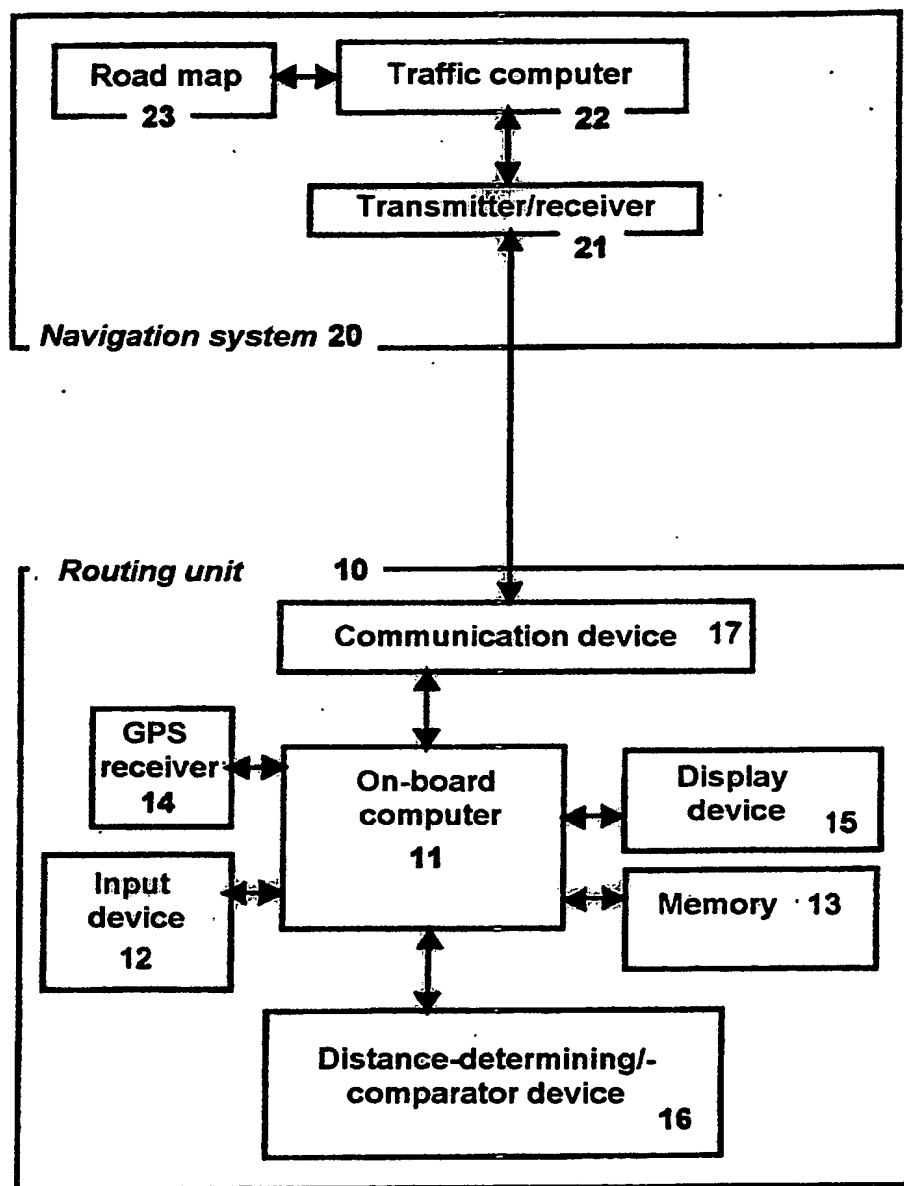 Road map
23
Traffic computer
22
Transmitter/receiver
21
Navigation system 20
Routing unit 10
Communication device 17
GPS
receiver
14
On-board
computer
11
Display
device
15
Input
device
12
Memory 13
Distance-determining/-
comparator device
16